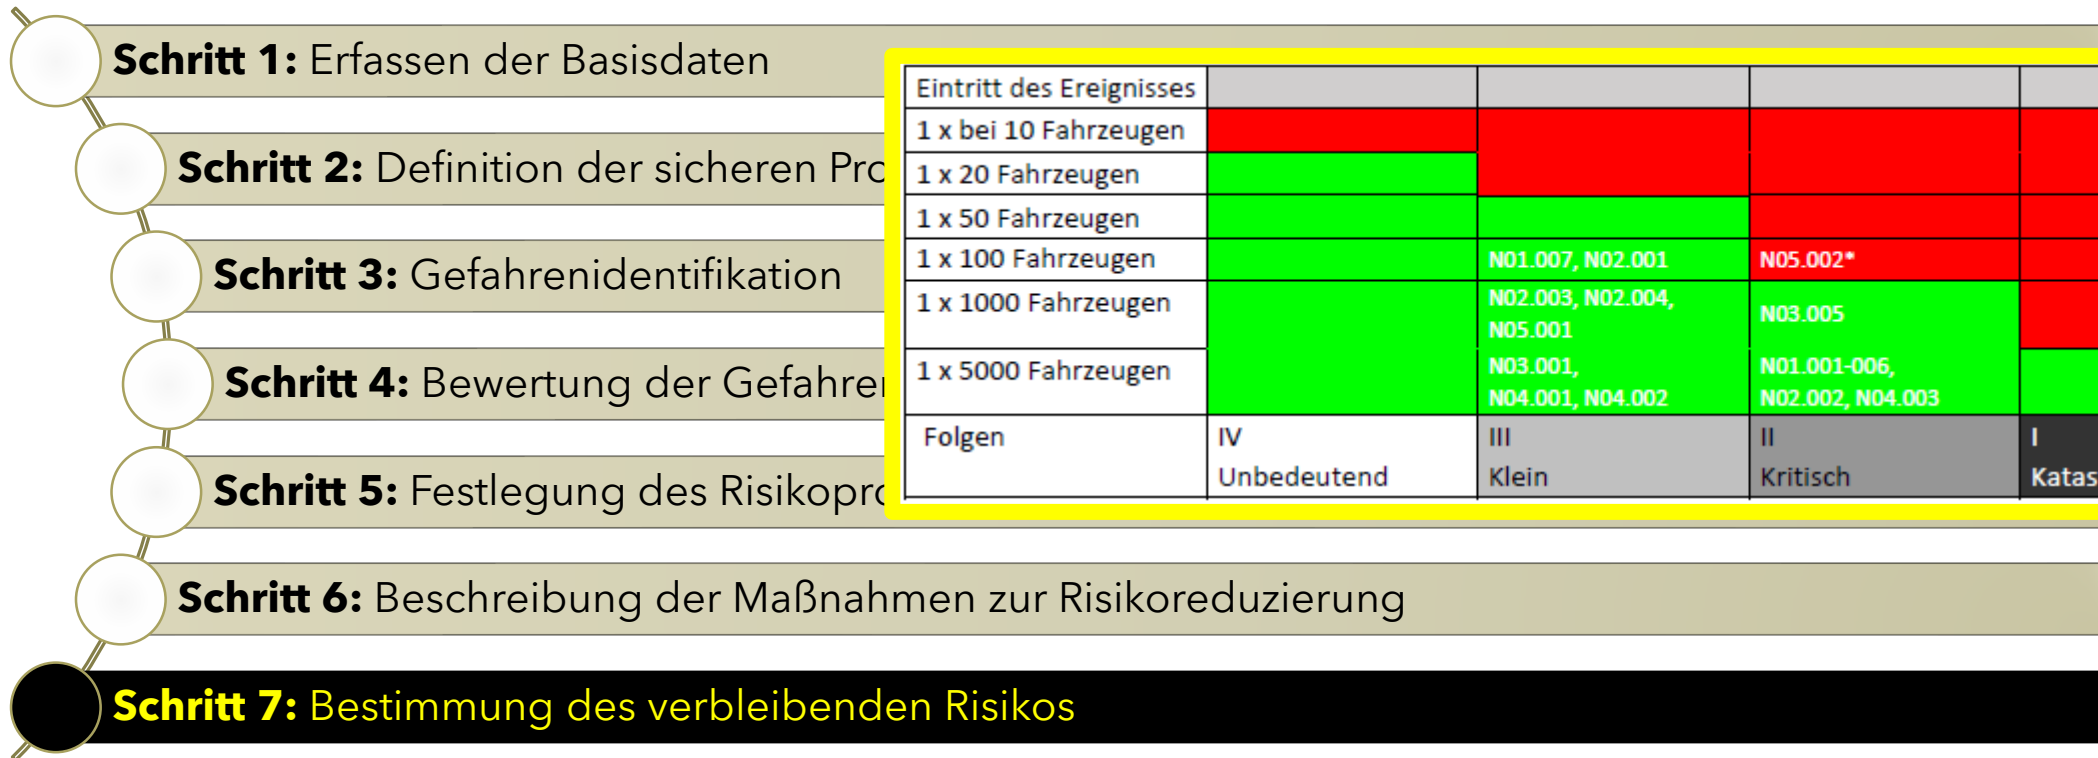 Schritt 1: Erfassen der Basisdaten
Schritt 2: Definition der sicheren
Schritt 3: Gefahrenidentifikation
Schritt 4: Bewertung der
Schritt 5: Festlegung des
Schritt 6: Beschreibung der Maßnahmen zur Risikoreduzierung
Schritt 7: Bestimmung des verbleibenden Risikos
Eintritt des Ereignisses
1 x bei 10 Fahrzeugen
1 x 20 Fahrzeugen
1 x 50 Fahrzeugen
1 x 100 Fahrzeugen N01.007, N02.001 N05.002*
1 x 1000 Fahrzeugen N02.003, N02.004, N03.005
N05.001
1 x 5000 Fahrzeugen N03.001, N01.001-006,
N04.001, N04.002 N02.002, N04.003
Folgen IV III II I
Unbedeutend Klein Kritisch